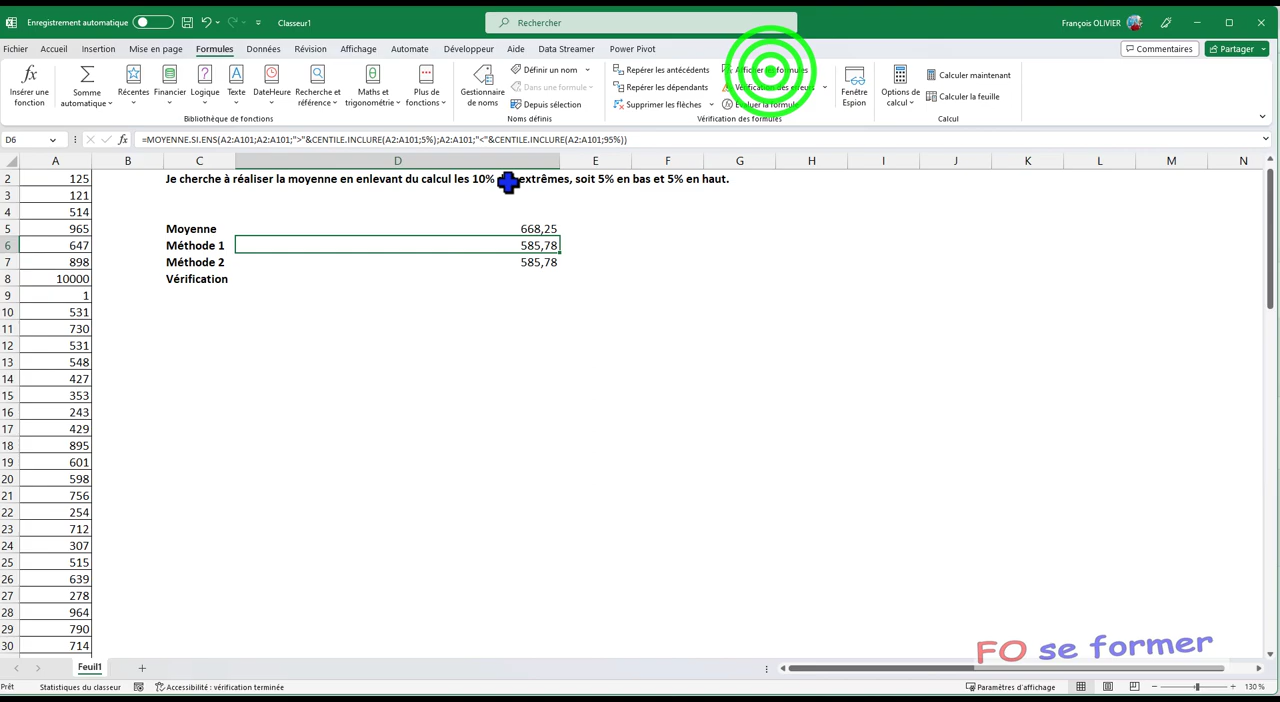 Enregistrement automatique
Classeur1
Rechercher
François OLIVIER
Fichier Accueil Insertion Mise en page Formules Données Révision Affichage Automate Développeur Aide Data Streamer Power Pivot
Commentaires
Partager
Insérer une fonction
Somme automatique
Récentes
Financier
Logique
Texte
DateHeure
Recherche et référence
Maths et trigonométrie
Plus de fonctions
Bibliothèque de fonctions
Gestionnaire de noms
Définir un nom
Dans une formule
Depuis sélection
Noms définis
Repérer les antécédents
Repérer les dépendants
Supprimer les flèches
Afficher les formules
Vérification des erreurs
Évaluer la formule
Vérification des formules
Fenêtre Espion
Options de calcul
Calculer maintenant
Calculer la feuille
Calcul
D6
fx
=MOYENNE.SI.ENS(A2:A101;A2:A101;">"&CENTILE.INCLURE(A2:A101;5%);A2:A101;"<"&CENTILE.INCLURE(A2:A101;95%))
A B C D E F G H I J K L M N
2 125 Je cherche à réaliser la moyenne en enlevant du calcul les 10% extrêmes, soit 5% en bas et 5% en haut.
3 121
4 514
5 965 Moyenne 668,25
6 647 Méthode 1 585,78
7 898 Méthode 2 585,78
8 10000 Vérification
9 1
10 531
11 730
12 531
13 548
14 427
15 353
16 243
17 429
18 895
19 601
20 598
21 756
22 254
23 712
24 307
25 515
26 639
27 278
28 964
29 790
30 714
FO se former
Feuil1
Prêt Statistiques du classeur Accessibilité : vérification terminée Paramètres d'affichage 130 %